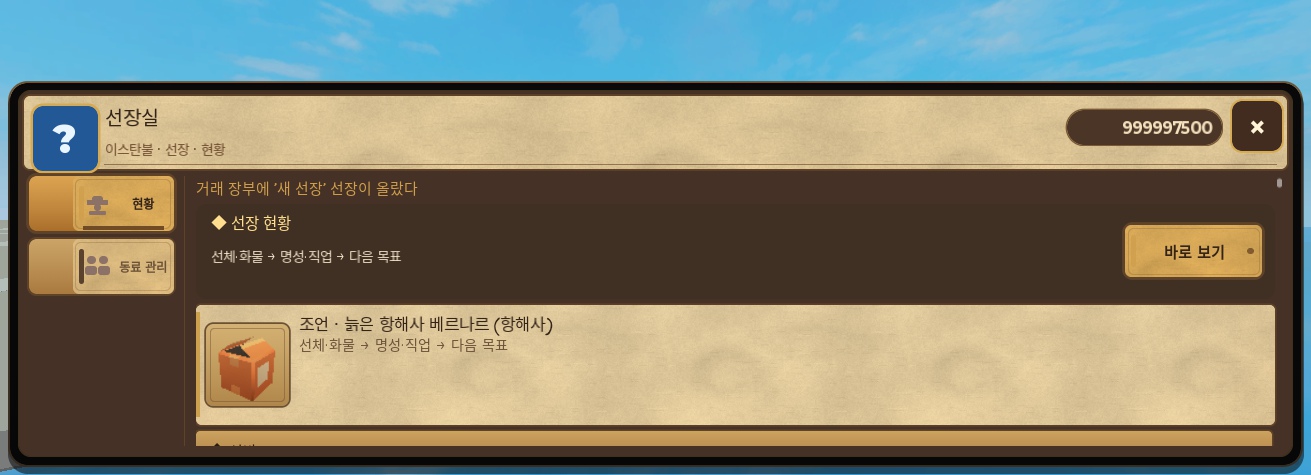 ?
선장실
이스탄불 · 선장 · 현황
999997500
×
현황
동료 관리
거래 장부에 '새 선장' 선장이 올랐다
◆ 선장 현황
선체·화물 → 명성·직업 → 다음 목표
바로 보기
조언 · 늙은 항해사 베르나르 (항해사)
선체·화물 → 명성·직업 → 다음 목표